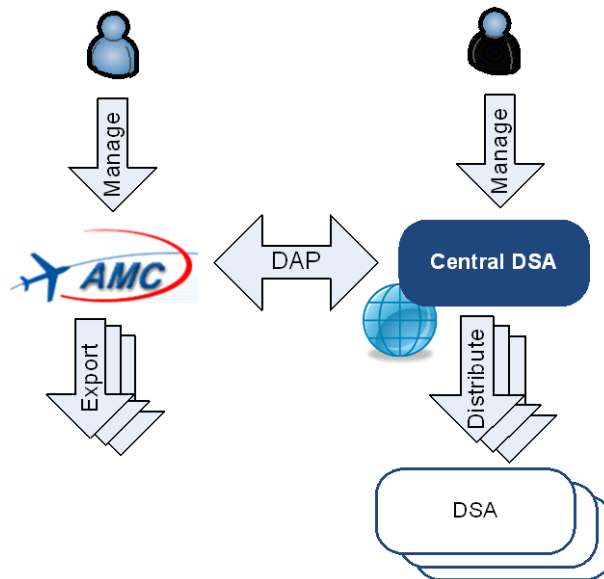 Manage
Manage
AMC
DAP
Central DSA
Export
Distribute
DSA